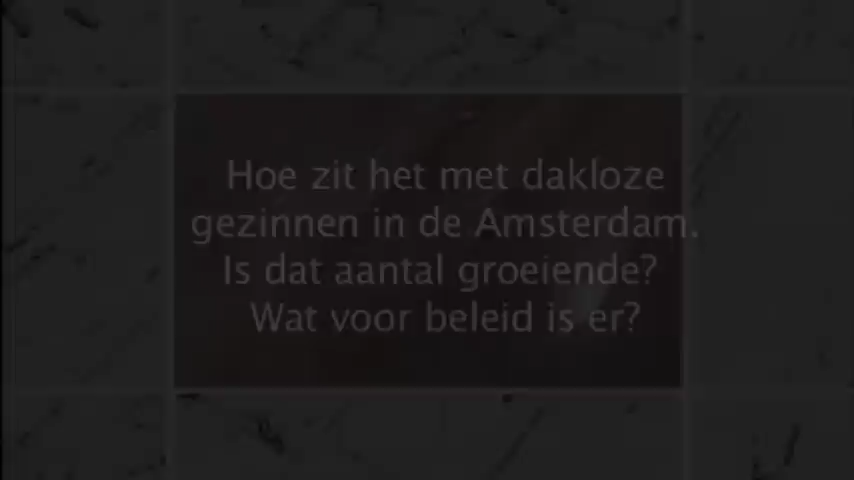 Hoe zit het met dakloze
gezinnen in de Amsterdam.
Is dat aantal groeiende?
Wat voor beleid is er?